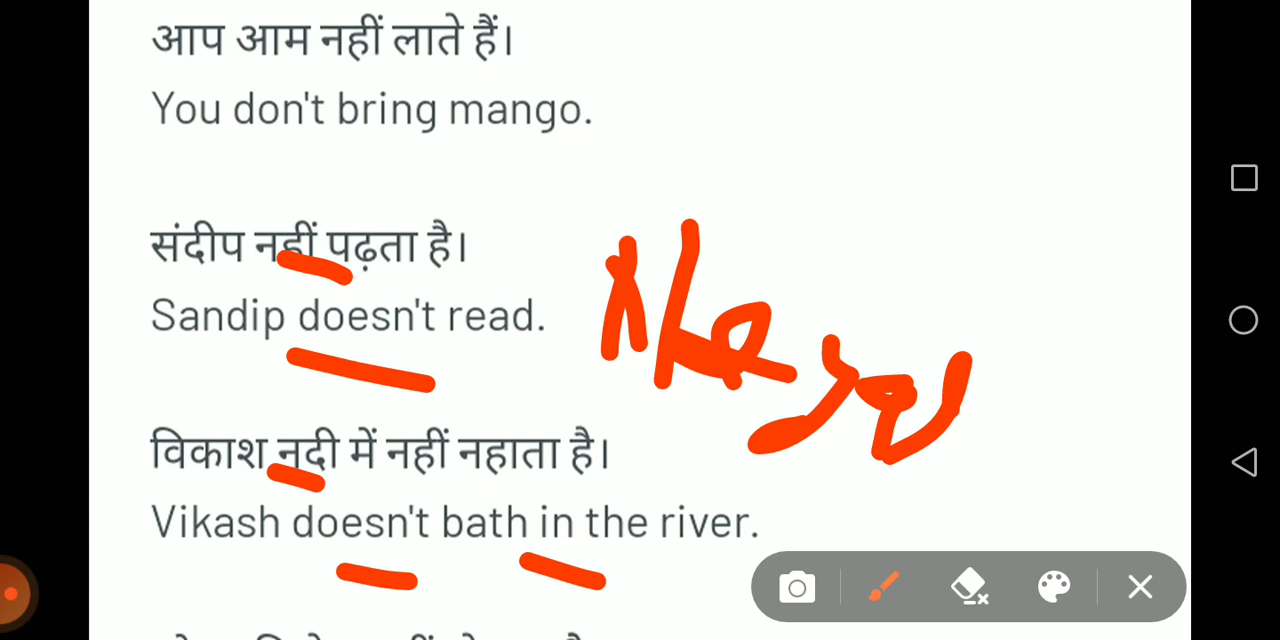 आप आम नहीं लाते हैं।
You don't bring mango.
संदीप नहीं पढ़ता है।
Sandip doesn't read.
विकाश नदी में नहीं नहाता है।
Vikash doesn't bath in the river.